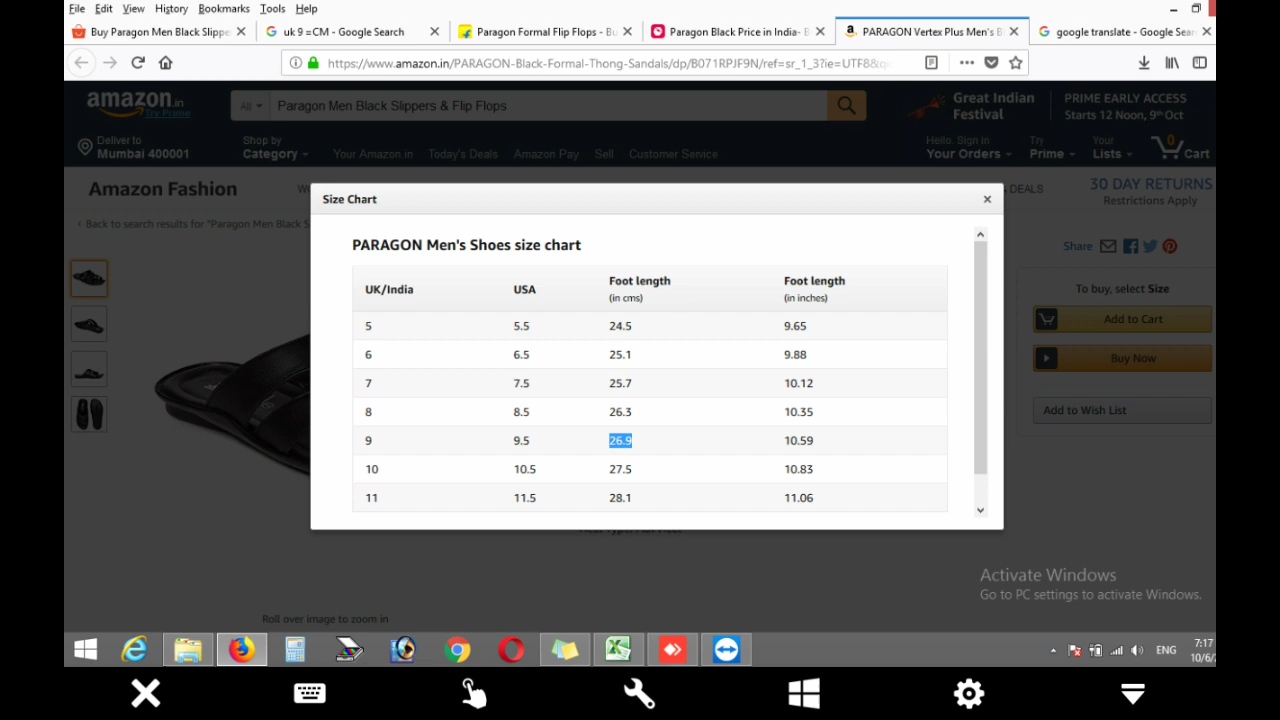 File Edit View History Bookmarks Tools Help
Buy Paragon Men Black Slippe
uk 9 =CM - Google Search
Paragon Formal Flip Flops - Bu
Paragon Black Price in India- B
PARAGON Vertex Plus Men's B
google translate - Google Sear
https://www.amazon.in/PARAGON-Black-Formal-Thong-Sandals/dp/B071RPJF9N/ref=sr_1_3?ie=UTF8&q
amazon.in
Try Prime
All
Paragon Men Black Slippers & Flip Flops
Great Indian
Festival
PRIME EARLY ACCESS
Starts 12 Noon, 9th Oct
Deliver to
Mumbai 400001
Shop by
Category
Your Amazon.in Today's Deals Amazon Pay Sell Customer Service
Hello. Sign in
Your Orders
Try
Prime
Your
Lists
0
Cart
Amazon Fashion
DEALS
30 DAY RETURNS
Restrictions Apply
‹ Back to search results for "Paragon Men Black S
Size Chart
PARAGON Men's Shoes size chart
UK/India USA Foot length (in cms) Foot length (in inches)
5 5.5 24.5 9.65
6 6.5 25.1 9.88
7 7.5 25.7 10.12
8 8.5 26.3 10.35
9 9.5 26.9 10.59
10 10.5 27.5 10.83
11 11.5 28.1 11.06
Share
To buy, select Size
Add to Cart
Buy Now
Add to Wish List
Roll over image to zoom in
Activate Windows
Go to PC settings to activate Windows.
ENG
7:17
10/6/